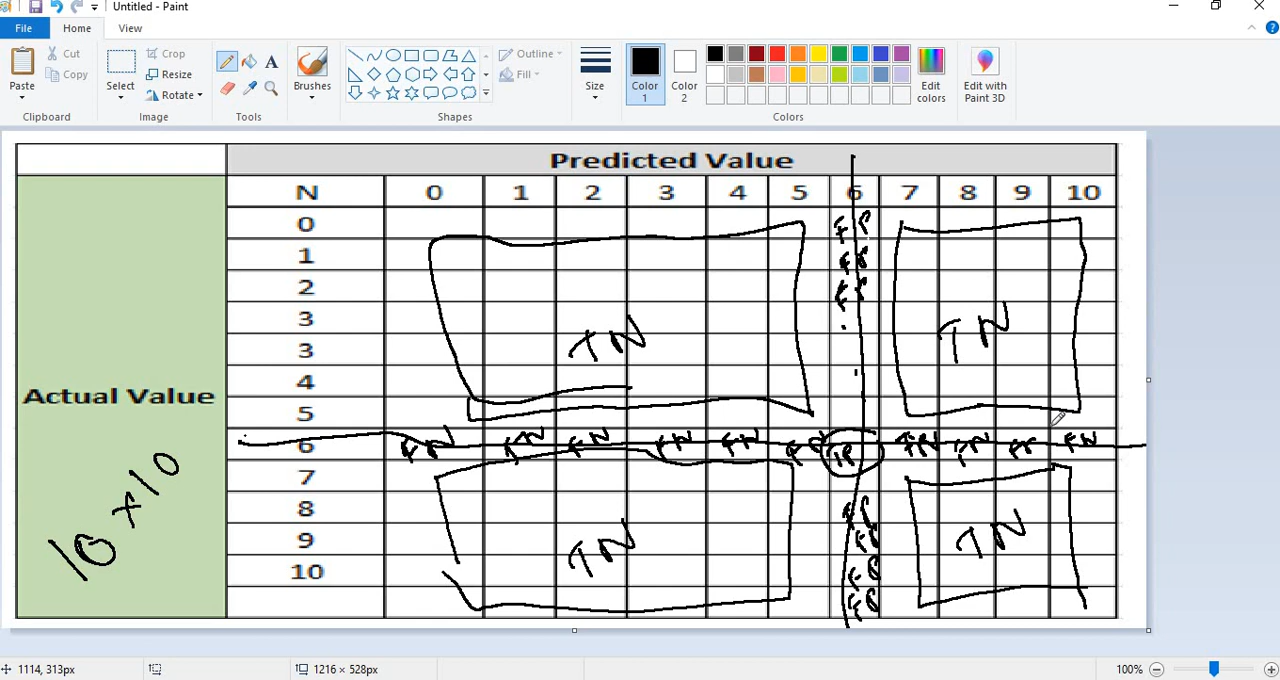 Untitled - Paint
File Home View
Paste
Cut
Copy
Clipboard
Select
Crop
Resize
Rotate
Image
A
Tools
Brushes
Shapes
Outline
Fill
Size
Color 1
Color 2
Edit colors
Edit with Paint 3D
Colors
Predicted Value
N 0 1 2 3 4 5 6 7 8 9 10
Actual Value
0 FP
1 FP
2 FP
3
3 TN TN
4
5
6 FN FN FN FN FN TP FN FN
7
8 FP
9 FP
TN TN
10 FP
FP
10 x 10
1114, 313px
1216 × 528px
100%